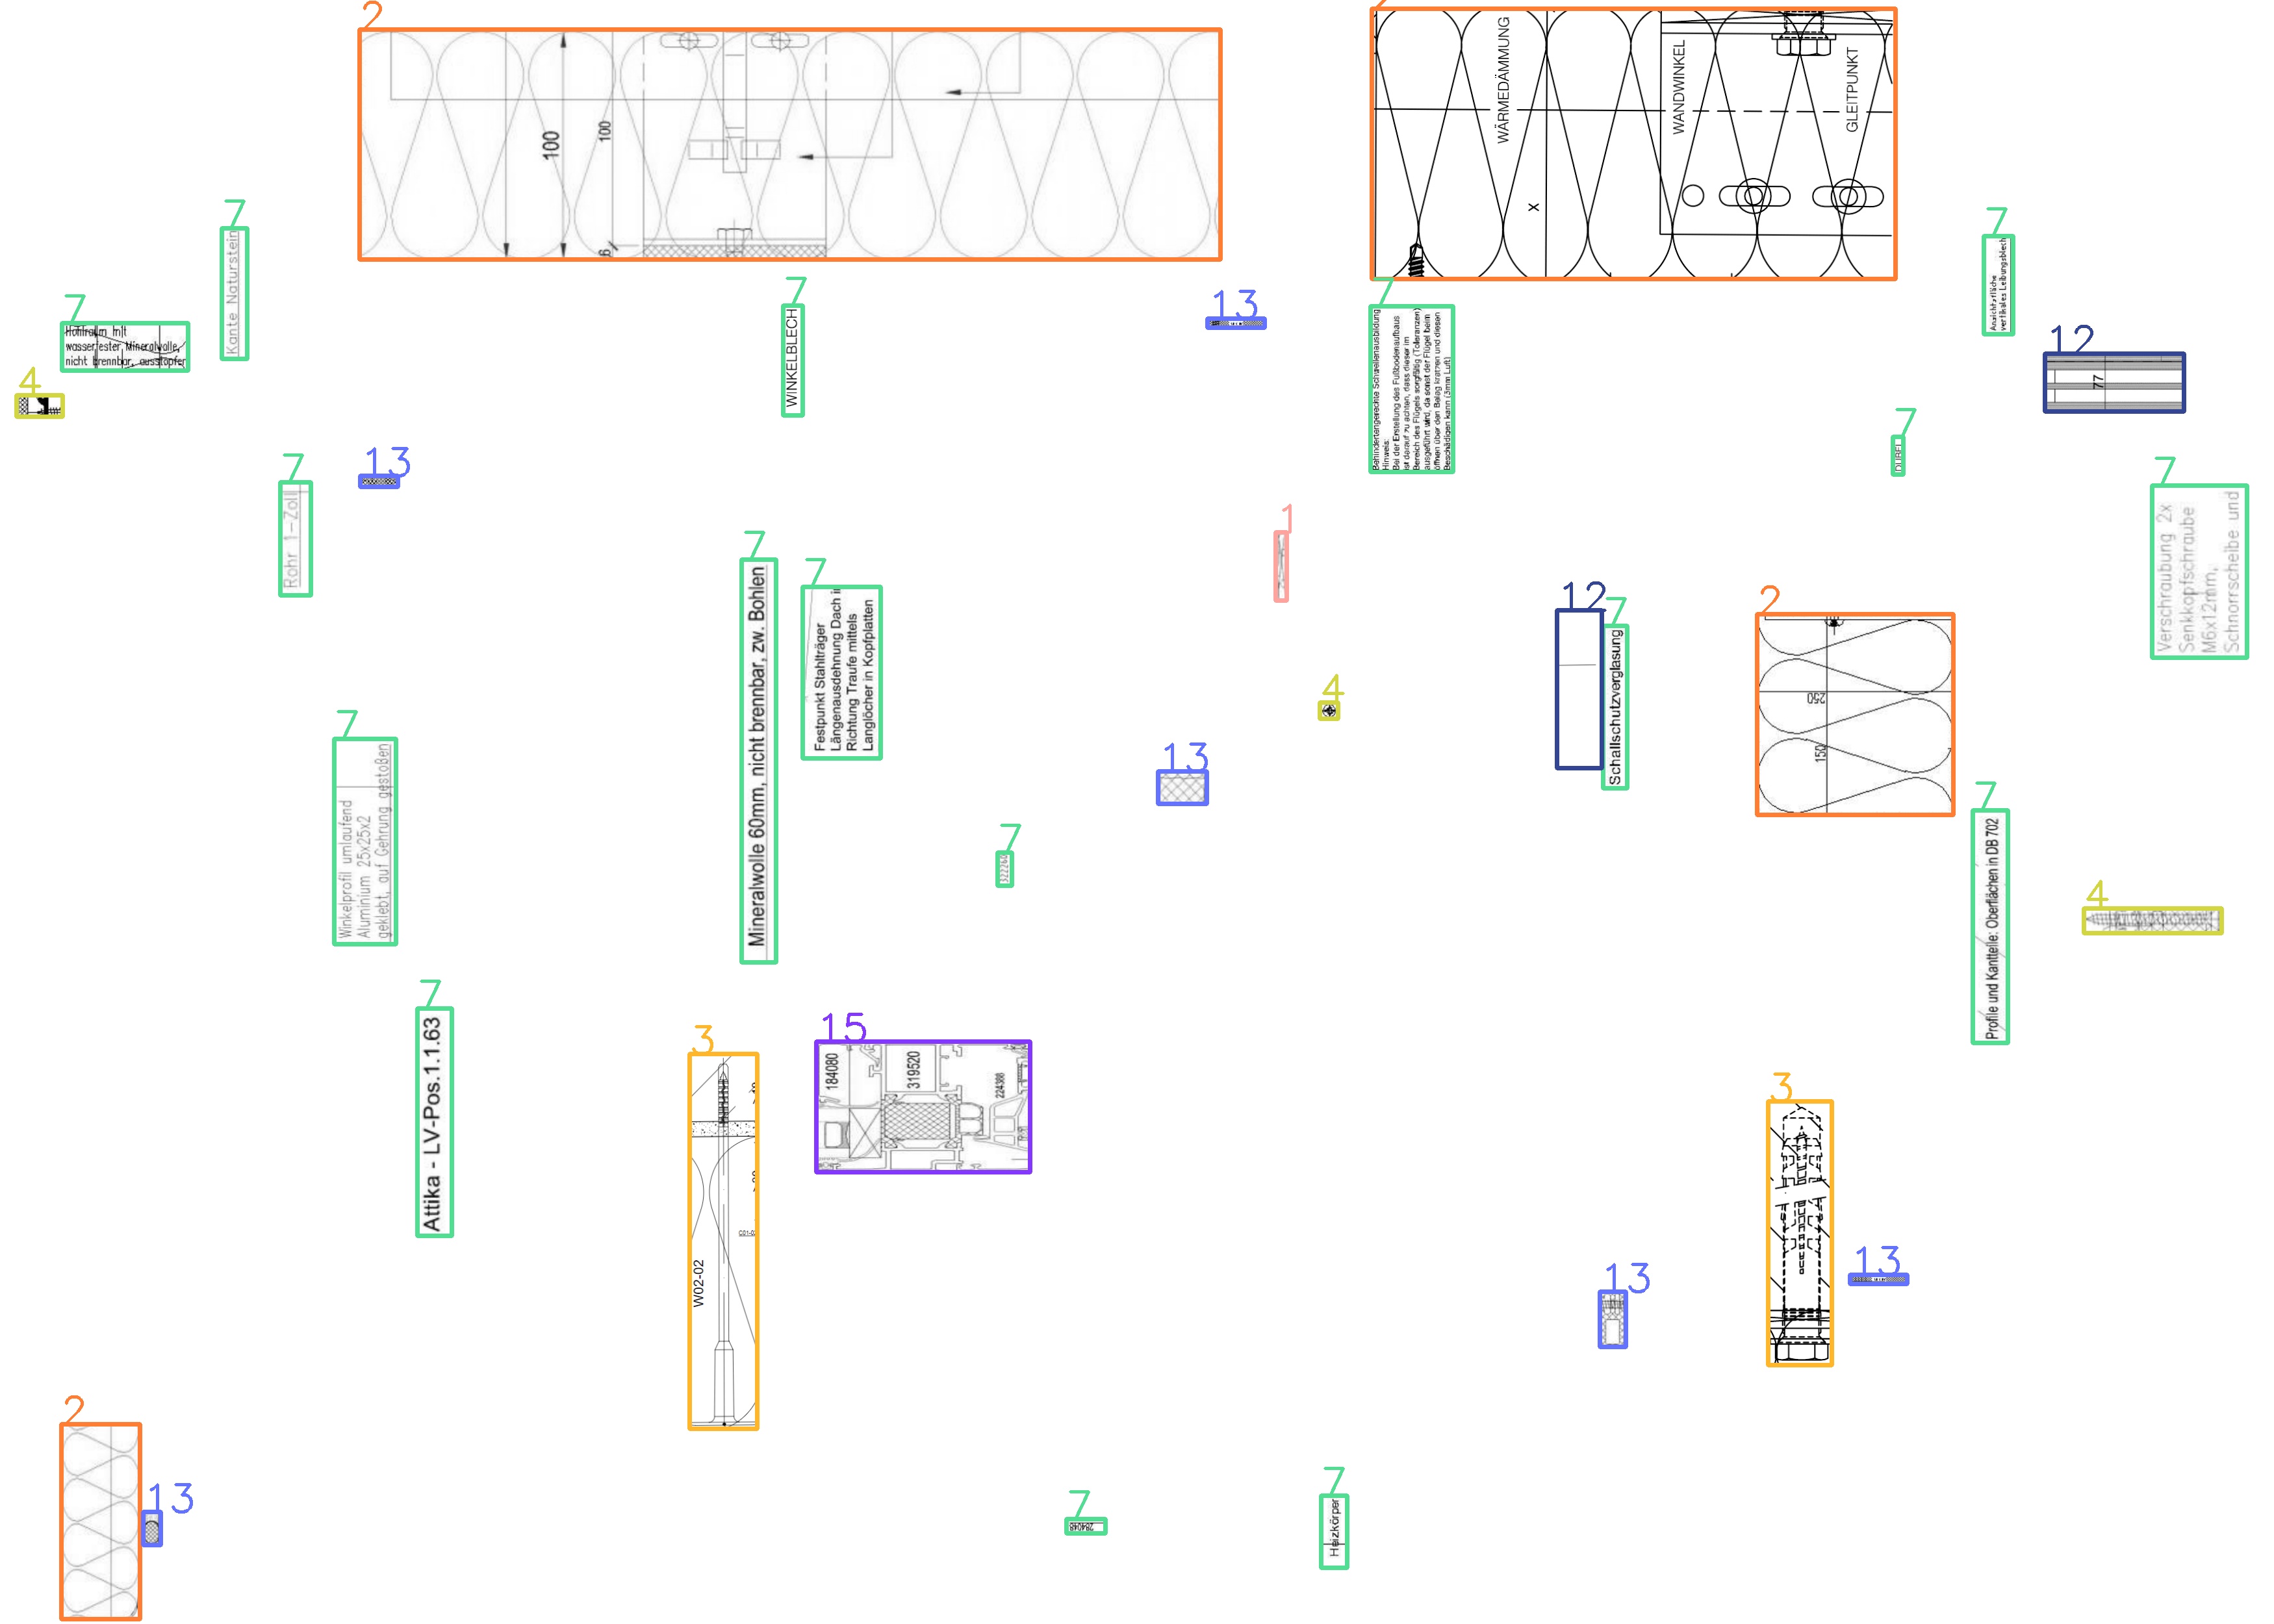 2
2
100
100
6
WÄRMEDÄMMUNG
WANDWINKEL
GLEITPUNKT
X
7
Kante Naturstein
7
Hohlraum mit
wasserfester Mineralwolle,
nicht brennbar, ausstopfen
4
7
WINKELBLECH
13
7
Behindertengerechte Schwellenausbildung
Hinweis:
Bei der Erstellung des Fußbodenaufbaus
ist darauf zu achten, dass dieser im
Bereich des Flügels sorgfältig (Toleranzen)
ausgeführt wird, da sonst der Flügel beim
öffnen über den Belag kratzen und diesen
Beschädigen kann (3mm Luft)
7
Ansichtsfläche
vertikales Leibungsblech
12
77
7
DÜBEL
7
Verschraubung 2x
Senkkopfschraube
M6x12mm,
Schnorrscheibe und
13
7
Rohr 1-Zoll
7
Mineralwolle 60mm, nicht brennbar, zw. Bohlen
7
Festpunkt Stahlträger
Längenausdehnung Dach in
Richtung Traufe mittels
Langlöcher in Kopfplatten
1
12
7
Schallschutzverglasung
2
250
150
4
13
7
Winkelprofil umlaufend
Aluminium 25x25x2
geklebt, auf Gehrung gestoßen
7
7
Profile und Kantteile: Oberflächen in DB 702
4
7
Attika - LV-Pos.1.1.63
3
W02-02
15
184080
319520
224388
3
13
13
2
13
7
284048
7
Heizkörper